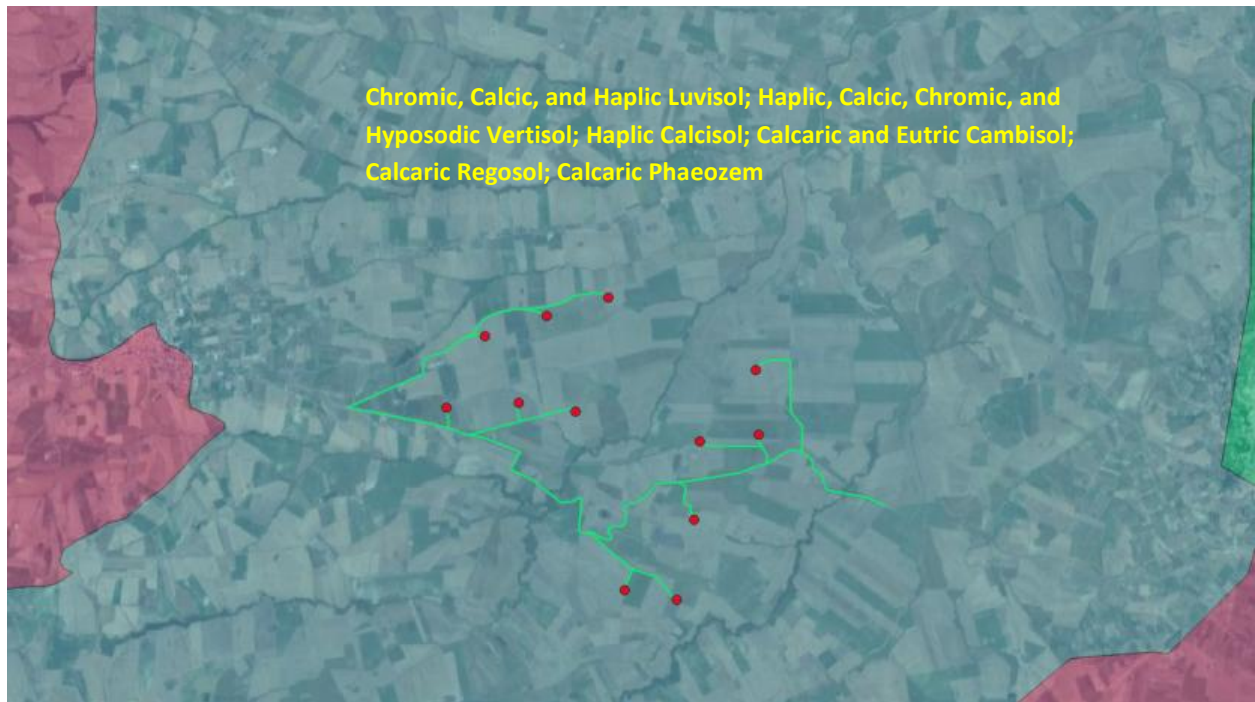 Chromic, Calcic, and Haplic Luvisol; Haplic, Calcic, Chromic, and
Hyposodic Vertisol; Haplic Calcisol; Calcaric and Eutric Cambisol;
Calcaric Regosol; Calcaric Phaeozem